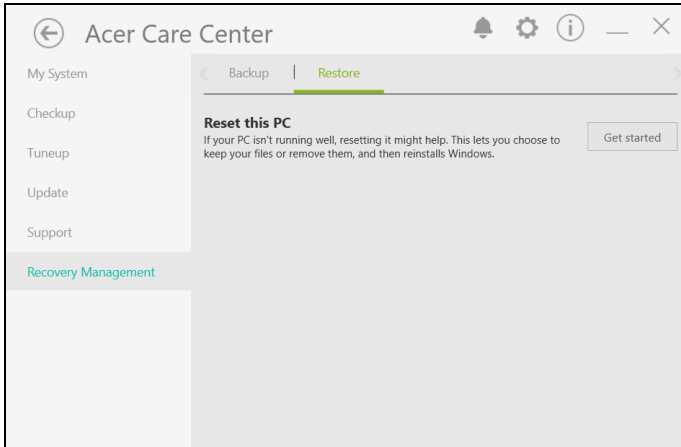 Acer Care Center
My System
Checkup
Tuneup
Update
Support
Recovery Management
Backup
Restore
Reset this PC
If your PC isn't running well, resetting it might help. This lets you choose to
keep your files or remove them, and then reinstalls Windows.
Get started